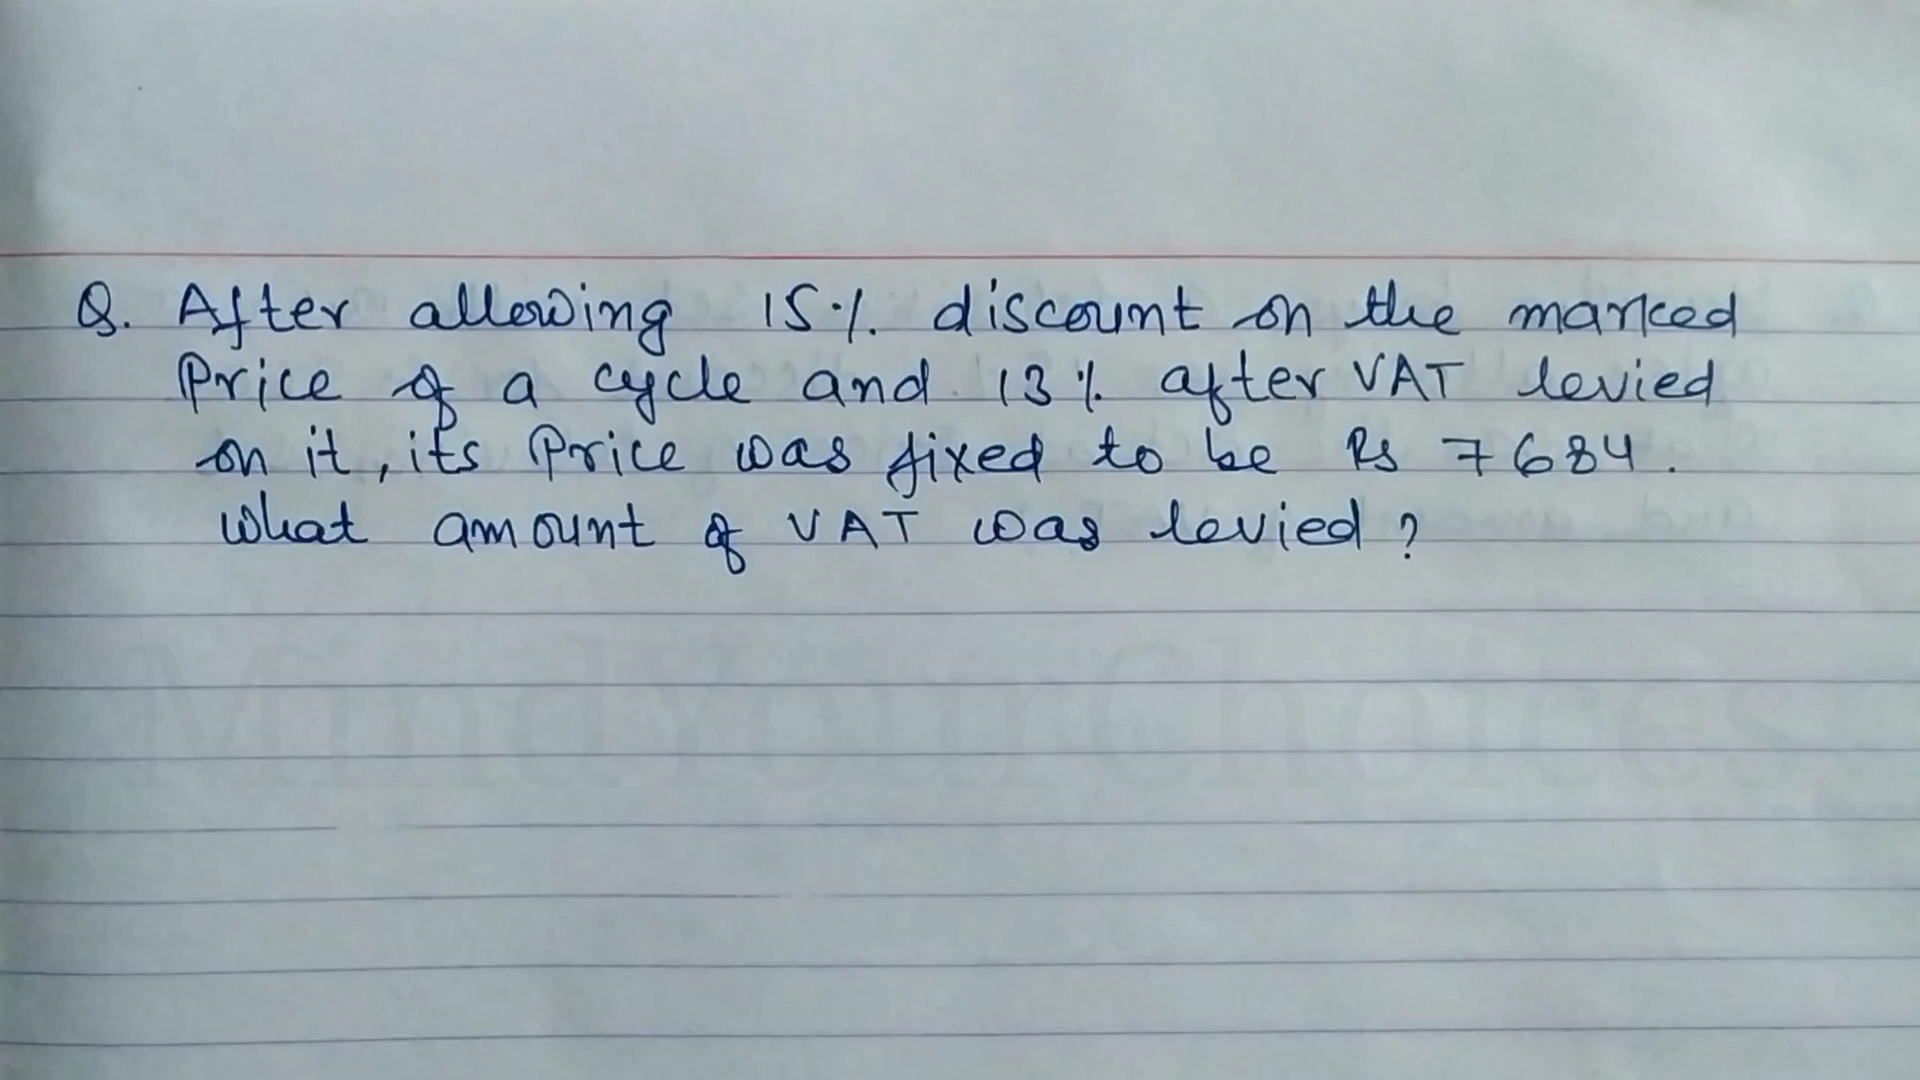 Q. After allowing 15% discount on the marked
Price of a cycle and 13% after VAT levied
on it, its Price was fixed to be Rs 7684.
What amount of VAT was levied?
MindYourChoices